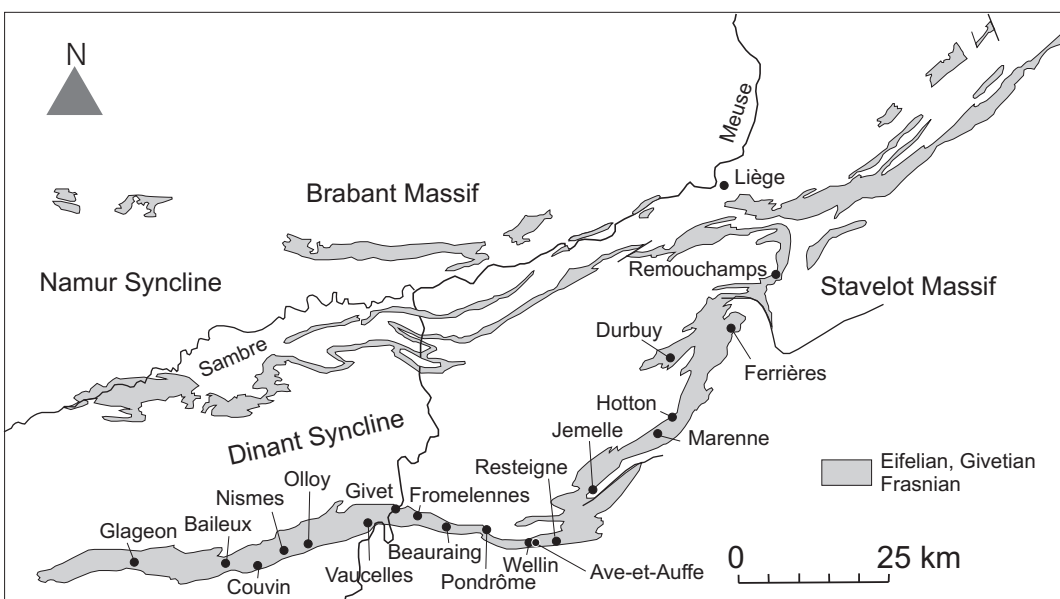 N
Meuse
Liège
Brabant Massif
Remouchamps
Namur Syncline
Stavelot Massif
Sambre
Durbuy
Ferrières
Hotton
Jemelle
Marenne
Dinant Syncline
Resteigne
Eifelian, Givetian
Frasnian
Olloy
Nismes
Givet
Fromelennes
Baileux
Glageon
Couvin
Vaucelles
Beauraing
Pondrôme
Wellin
Ave-et-Auffe
0 25 km